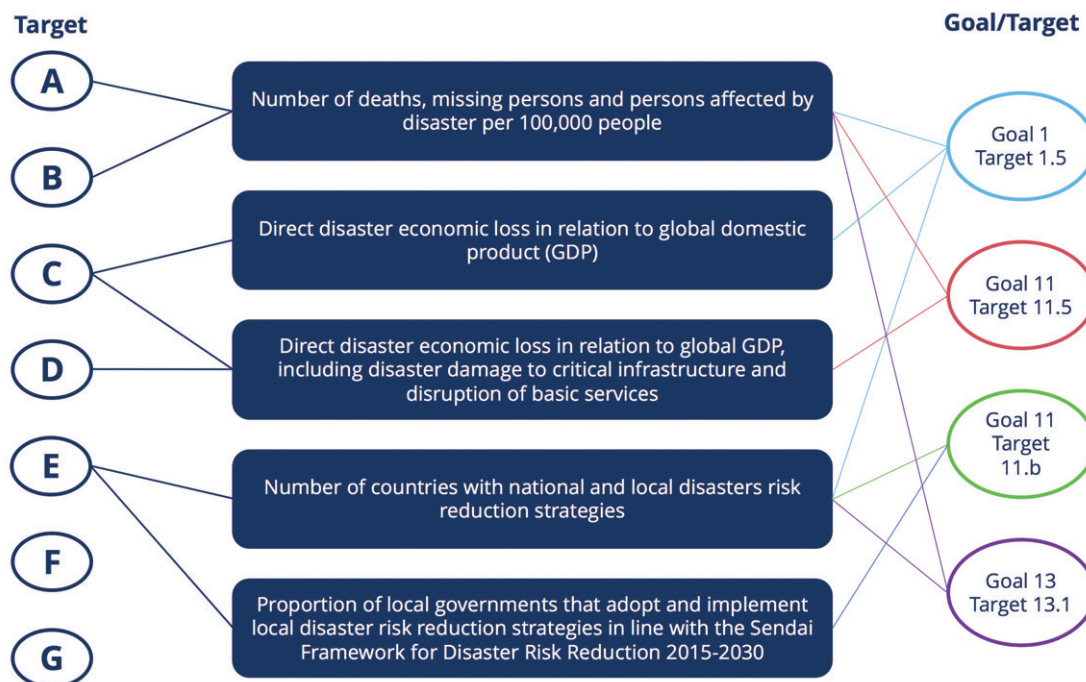 Target
A
B
C
D
E
F
G
Number of deaths, missing persons and persons affected by
disaster per 100,000 people
Direct disaster economic loss in relation to global domestic
product (GDP)
Direct disaster economic loss in relation to global GDP,
including disaster damage to critical infrastructure and
disruption of basic services
Number of countries with national and local disasters risk
reduction strategies
Proportion of local governments that adopt and implement
local disaster risk reduction strategies in line with the Sendai
Framework for Disaster Risk Reduction 2015-2030
Goal/Target
Goal 1
Target 1.5
Goal 11
Target 11.5
Goal 11
Target
11.b
Goal 13
Target 13.1